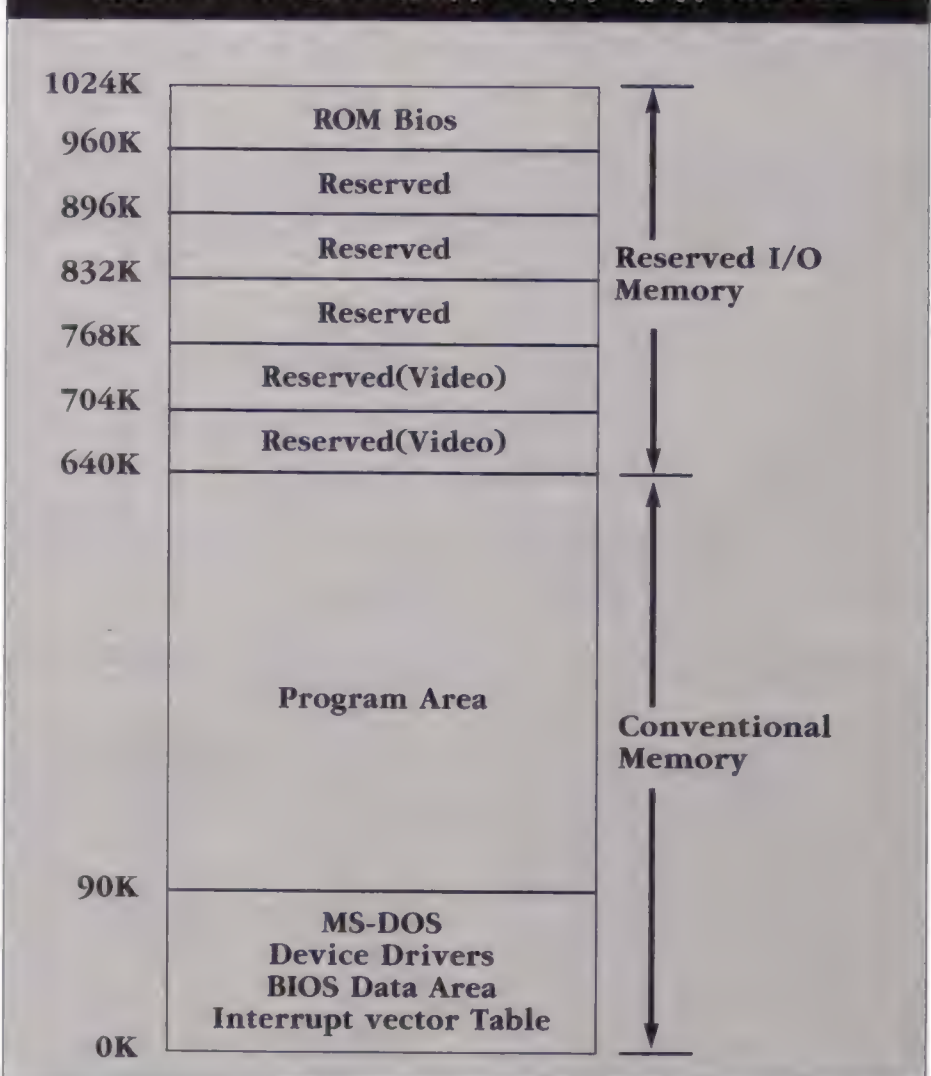 1024K
ROM Bios
960K
Reserved
896K
Reserved
832K
Reserved
768K
Reserved(Video)
704K
Reserved(Video)
640K
Reserved I/O
Memory
Program Area
Conventional
Memory
90K
MS-DOS
Device Drivers
BIOS Data Area
Interrupt vector Table
0K